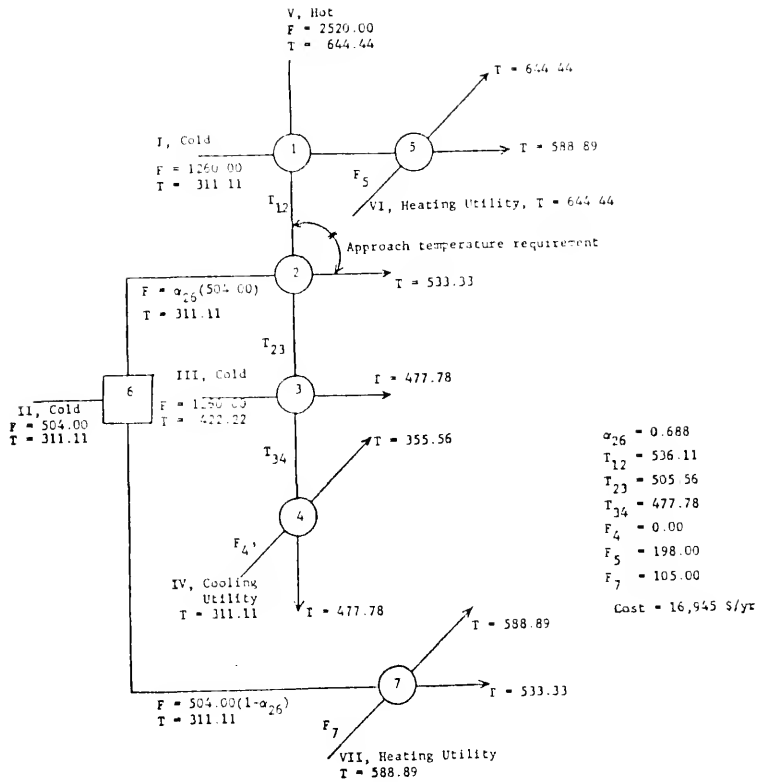 V, Hot
F = 2520.00
T = 644.44
T = 644.44
I, Cold
1
5
T = 588.89
F = 1260.00
T = 311.11
F5
T12
VI, Heating Utility, T = 644.44
Approach temperature requirement
2
T = 533.33
F = α26(504.00)
T = 311.11
T23
III, Cold
T = 477.78
6
3
II, Cold
F = 504.00
T = 311.11
F = 1260.00
T = 422.22
T34
T = 355.56
α26 = 0.688
T12 = 536.11
T23 = 505.56
T34 = 477.78
F4 = 0.00
F5 = 198.00
F7 = 105.00
Cost = 16,945 $/yr
4
F4,
IV, Cooling
Utility
T = 311.11
T = 477.78
T = 588.89
7
T = 533.33
F = 504.00(1-α26)
T = 311.11
F7
VII, Heating Utility
T = 588.89